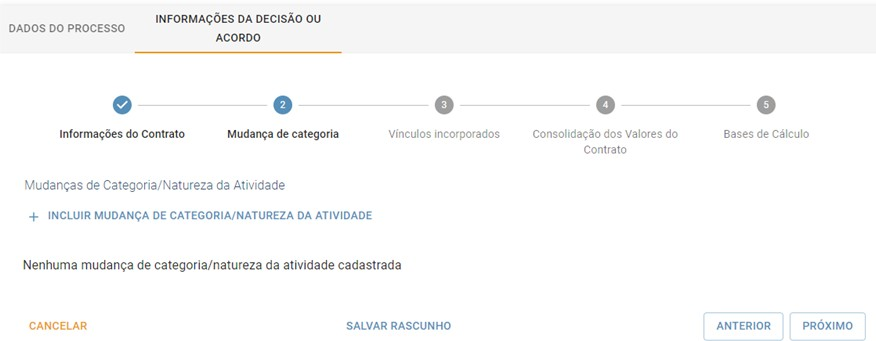 DADOS DO PROCESSO
INFORMAÇÕES DA DECISÃO OU
ACORDO
2
3
4
5
Informações do Contrato
Mudança de categoria
Vínculos incorporados
Consolidação dos Valores do
Contrato
Bases de Cálculo
Mudanças de Categoria/Natureza da Atividade
+ INCLUIR MUDANÇA DE CATEGORIA/NATUREZA DA ATIVIDADE
Nenhuma mudança de categoria/natureza da atividade cadastrada
CANCELAR
SALVAR RASCUNHO
ANTERIOR
PRÓXIMO